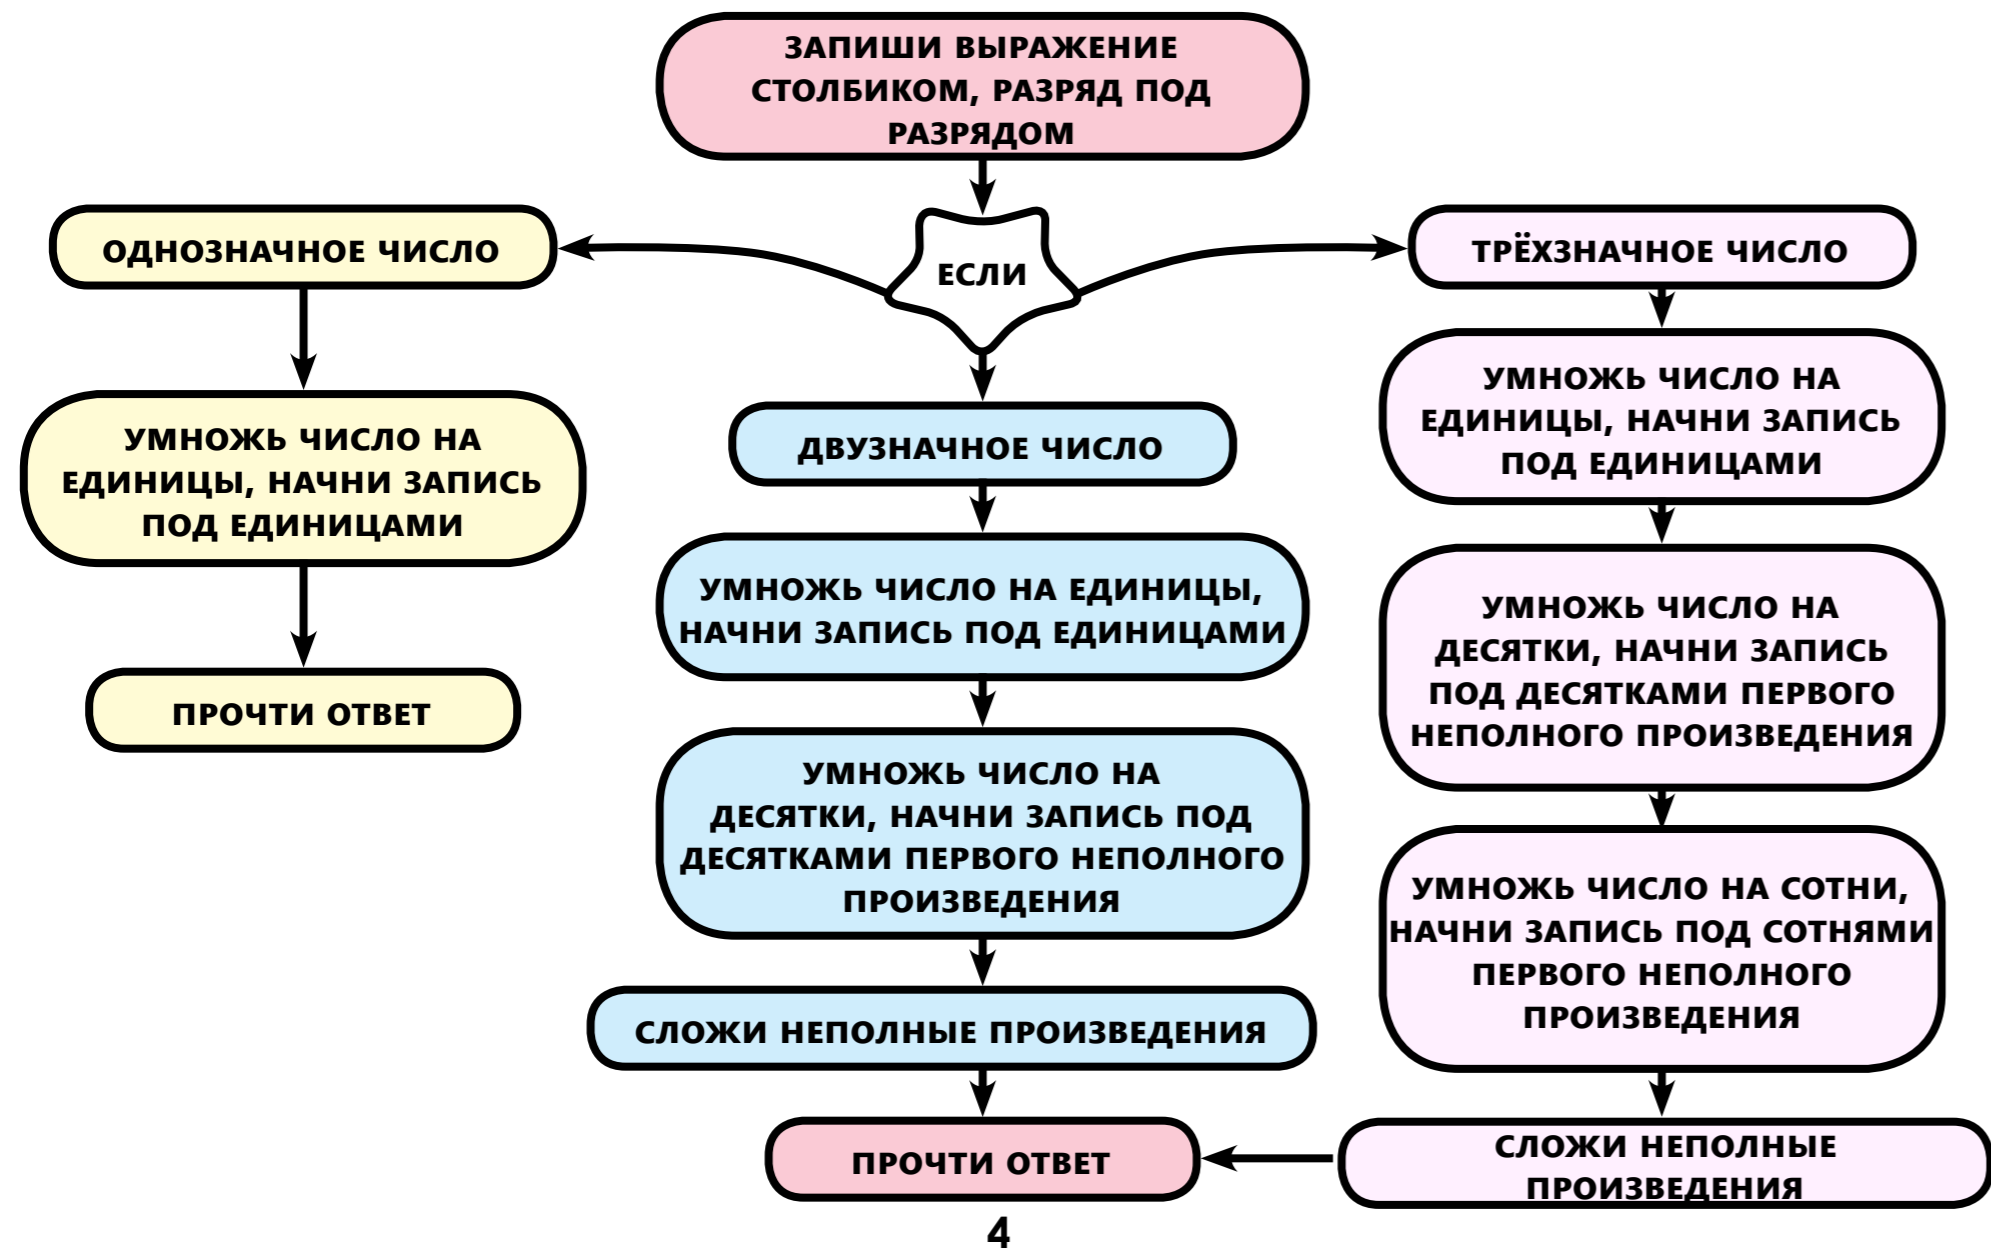 ЗАПИШИ ВЫРАЖЕНИЕ
СТОЛБИКОМ, РАЗРЯД ПОД
РАЗРЯДОМ
ЕСЛИ
ОДНОЗНАЧНОЕ ЧИСЛО
УМНОЖЬ ЧИСЛО НА
ЕДИНИЦЫ, НАЧНИ ЗАПИСЬ
ПОД ЕДИНИЦАМИ
ПРОЧТИ ОТВЕТ
ДВУЗНАЧНОЕ ЧИСЛО
УМНОЖЬ ЧИСЛО НА ЕДИНИЦЫ,
НАЧНИ ЗАПИСЬ ПОД ЕДИНИЦАМИ
УМНОЖЬ ЧИСЛО НА
ДЕСЯТКИ, НАЧНИ ЗАПИСЬ ПОД
ДЕСЯТКАМИ ПЕРВОГО НЕПОЛНОГО
ПРОИЗВЕДЕНИЯ
СЛОЖИ НЕПОЛНЫЕ ПРОИЗВЕДЕНИЯ
ПРОЧТИ ОТВЕТ
ТРЁХЗНАЧНОЕ ЧИСЛО
УМНОЖЬ ЧИСЛО НА
ЕДИНИЦЫ, НАЧНИ ЗАПИСЬ
ПОД ЕДИНИЦАМИ
УМНОЖЬ ЧИСЛО НА
ДЕСЯТКИ, НАЧНИ ЗАПИСЬ
ПОД ДЕСЯТКАМИ ПЕРВОГО
НЕПОЛНОГО ПРОИЗВЕДЕНИЯ
УМНОЖЬ ЧИСЛО НА СОТНИ,
НАЧНИ ЗАПИСЬ ПОД СОТНЯМИ
ПЕРВОГО НЕПОЛНОГО
ПРОИЗВЕДЕНИЯ
СЛОЖИ НЕПОЛНЫЕ
ПРОИЗВЕДЕНИЯ
4